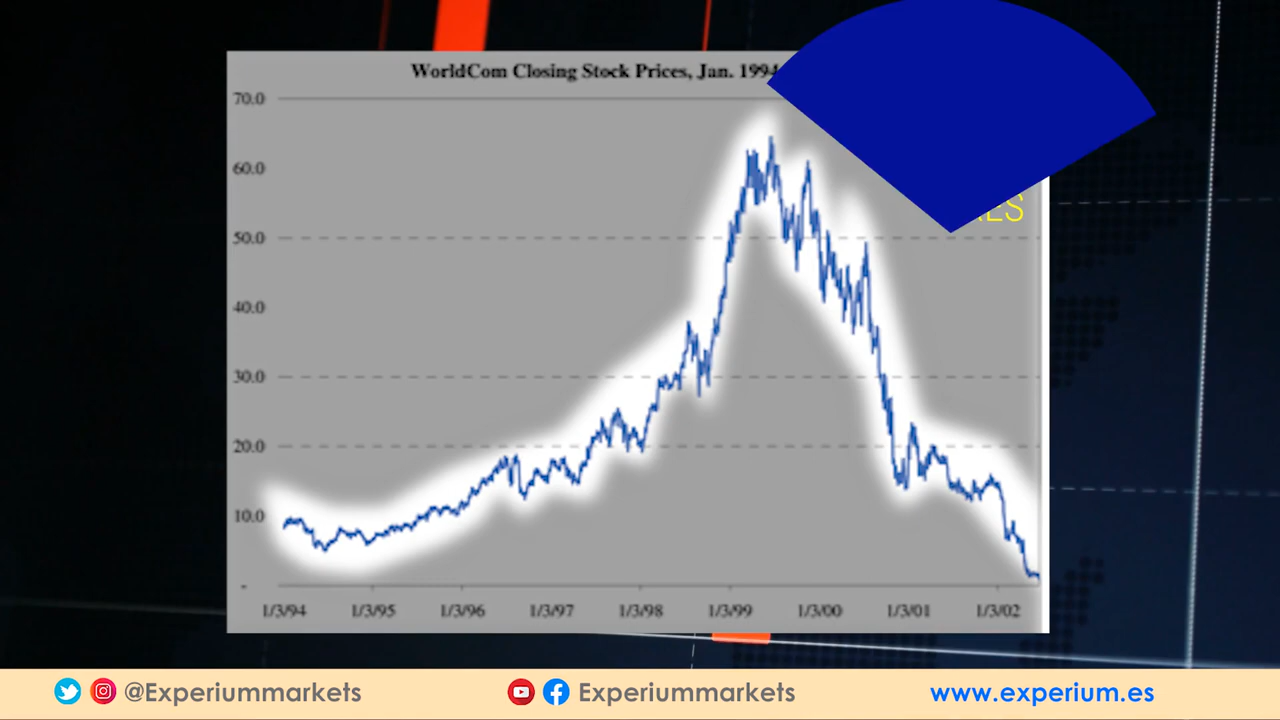 WorldCom Closing Stock Prices, Jan. 1994
70.0
60.0
50.0
40.0
30.0
20.0
10.0
-
1/3/94 1/3/95 1/3/96 1/3/97 1/3/98 1/3/99 1/3/00 1/3/01 1/3/02
@Experiummarkets Experiummarkets www.experium.es